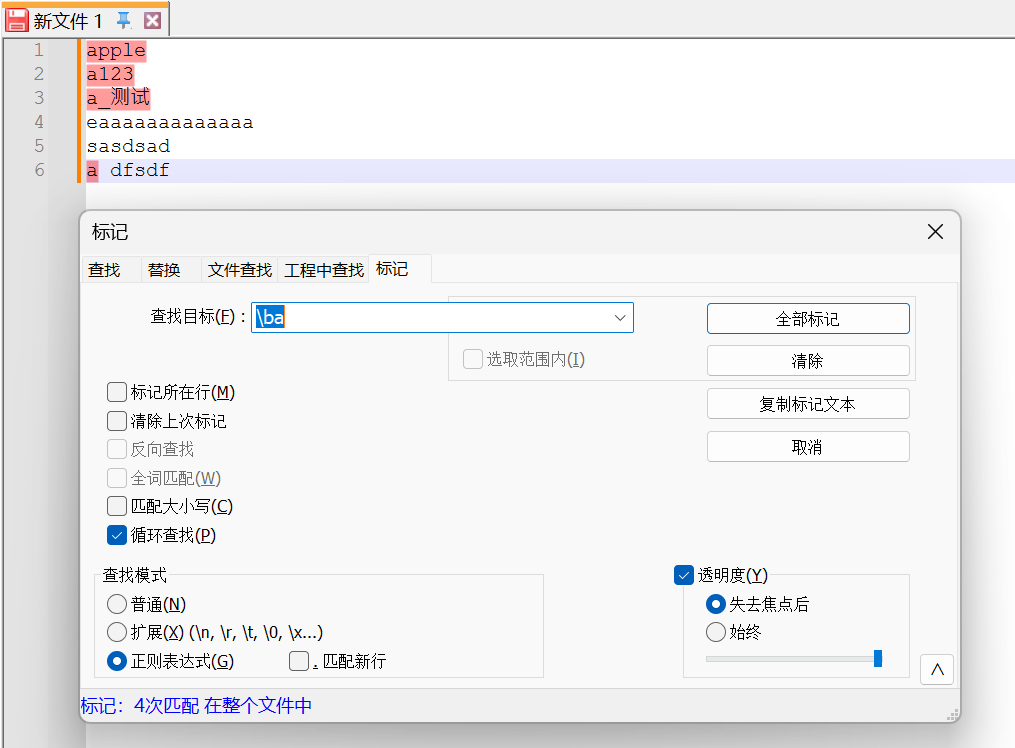 新文件 1
1 apple
2 a123
3 a_测试
4 eaaaaaaaaaaaaa
5 sasdsad
6 a dfsdf
标记
查找 替换 文件查找 工程中查找 标记
查找目标(F) : \ba 全部标记
选取范围内(I) 清除
标记所在行(M) 复制标记文本
清除上次标记
反向查找 取消
全词匹配(W)
匹配大小写(C)
循环查找(P)
查找模式 透明度(Y)
普通(N) 失去焦点后
扩展(X) (\n, \r, \t, \0, \x...) 始终
正则表达式(G) . 匹配新行
标记: 4次匹配 在整个文件中